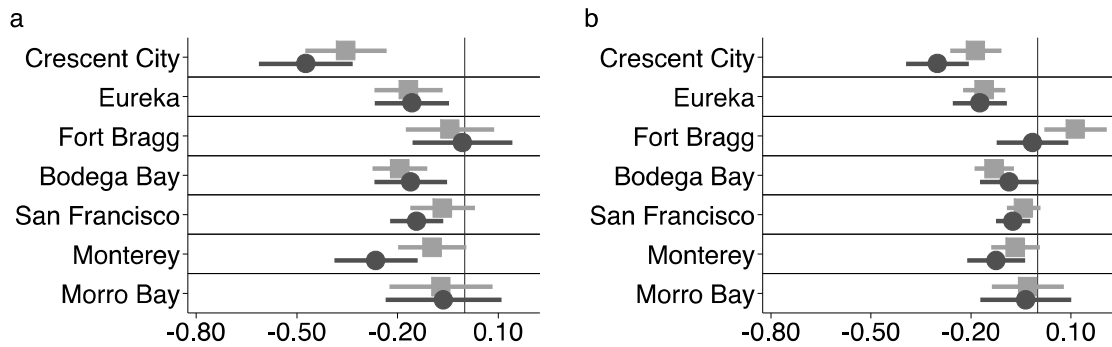 a
Crescent City
Eureka
Fort Bragg
Bodega Bay
San Francisco
Monterey
Morro Bay
-0.80 -0.50 -0.20 0.10
b
Crescent City
Eureka
Fort Bragg
Bodega Bay
San Francisco
Monterey
Morro Bay
-0.80 -0.50 -0.20 0.10